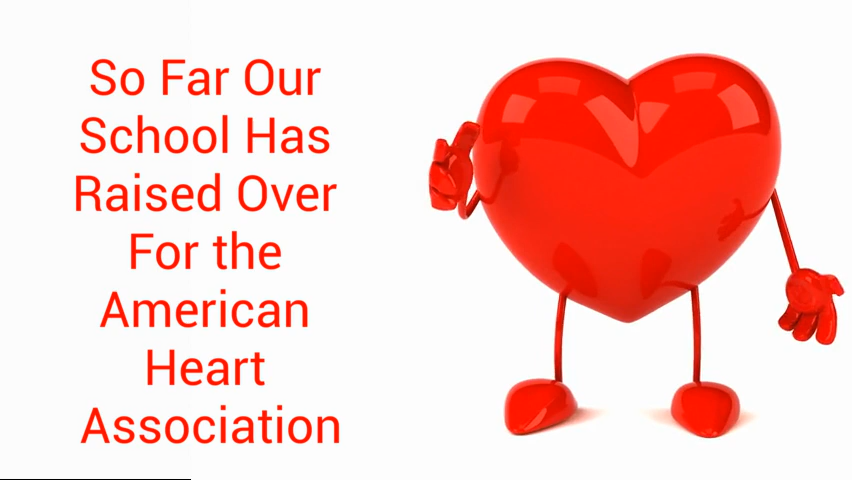 So Far Our
School Has
Raised Over
For the
American
Heart
Association